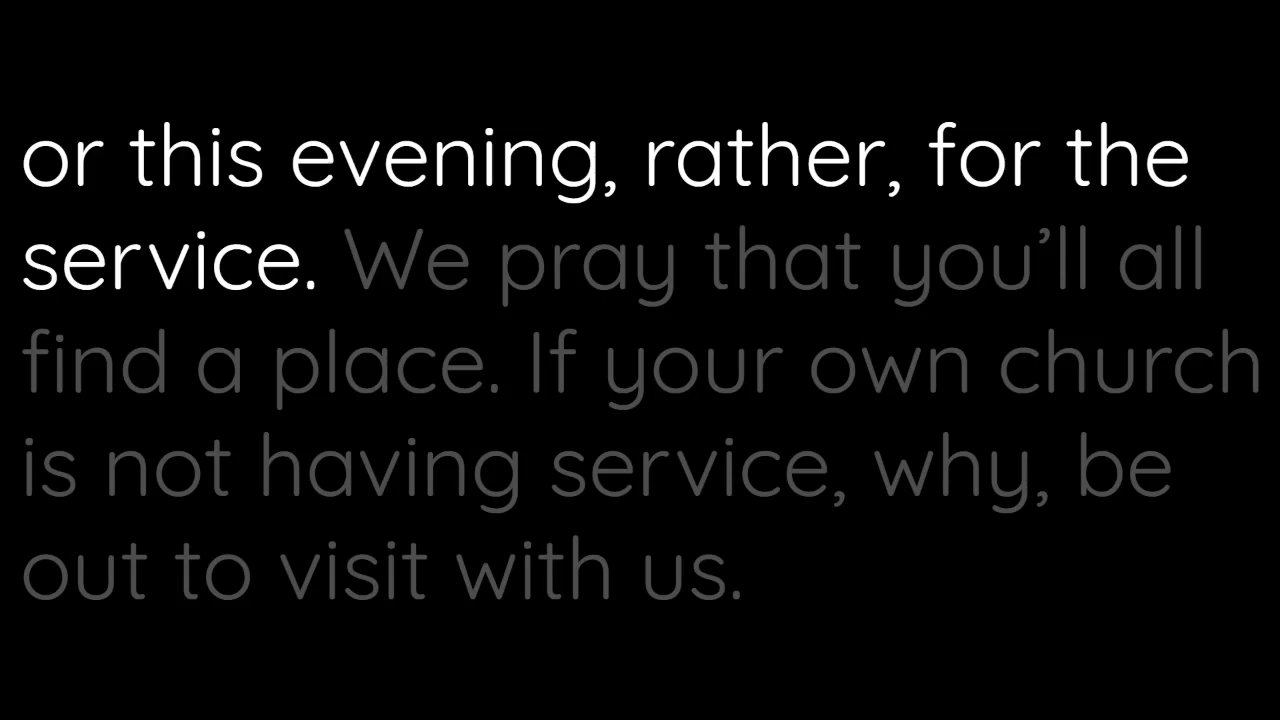 or this evening, rather, for the
service. We pray that you’ll all
find a place. If your own church
is not having service, why, be
out to visit with us.